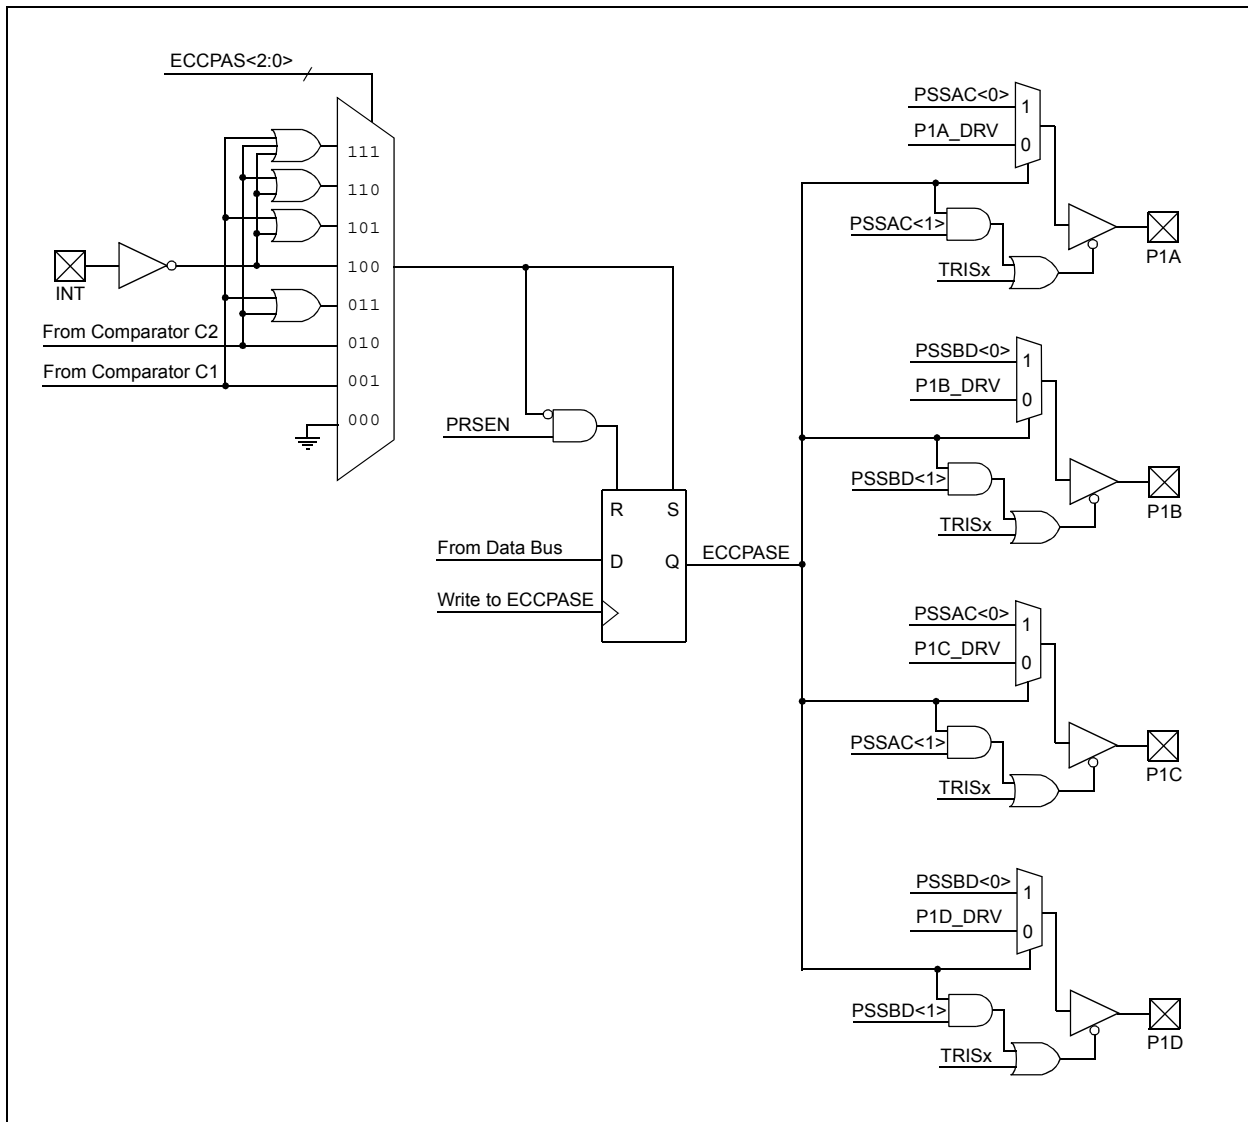 ECCPAS<2:0>
111
110
101
100
011
010
001
000
INT
From Comparator C2
From Comparator C1
PRSEN
R
S
From Data Bus
D
Q
ECCPASE
Write to ECCPASE
PSSAC<0>
1
P1A_DRV
0
PSSAC<1>
TRISx
P1A
PSSBD<0>
1
P1B_DRV
0
PSSBD<1>
TRISx
P1B
PSSAC<0>
1
P1C_DRV
0
PSSAC<1>
TRISx
P1C
PSSBD<0>
1
P1D_DRV
0
PSSBD<1>
TRISx
P1D